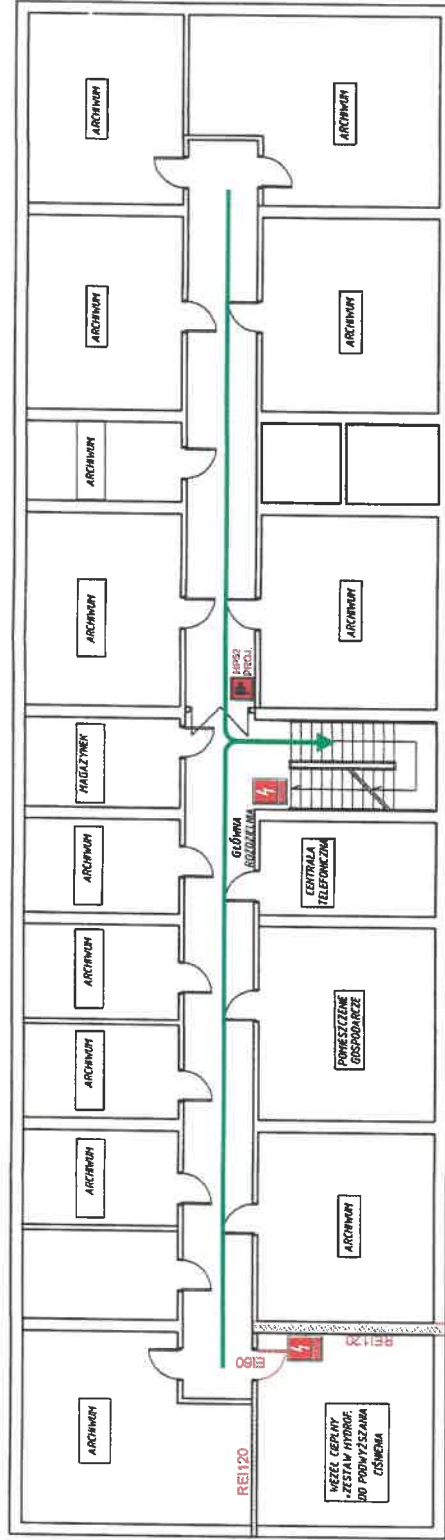 ARCHIWUM
ARCHIWUM
ARCHIWUM
ARCHIWUM
MAGAZYNEK
ARCHIWUM
ARCHIWUM
ARCHIWUM
ARCHIWUM
ARCHIWUM
ARCHIWUM
ARCHIWUM
ARCHIWUM
HP52
GŁÓWNA
ROZDZIELNIA
CENTRALA
TELEFONICZNA
POMIESZCZENIE
GOSPODARCZE
ARCHIWUM
EI60
REI120
REI120
WĘZEŁ CIEPLNY
+ZESTAW HYDROF.
DO PODWYŻSZANIA
CIŚNIENIA